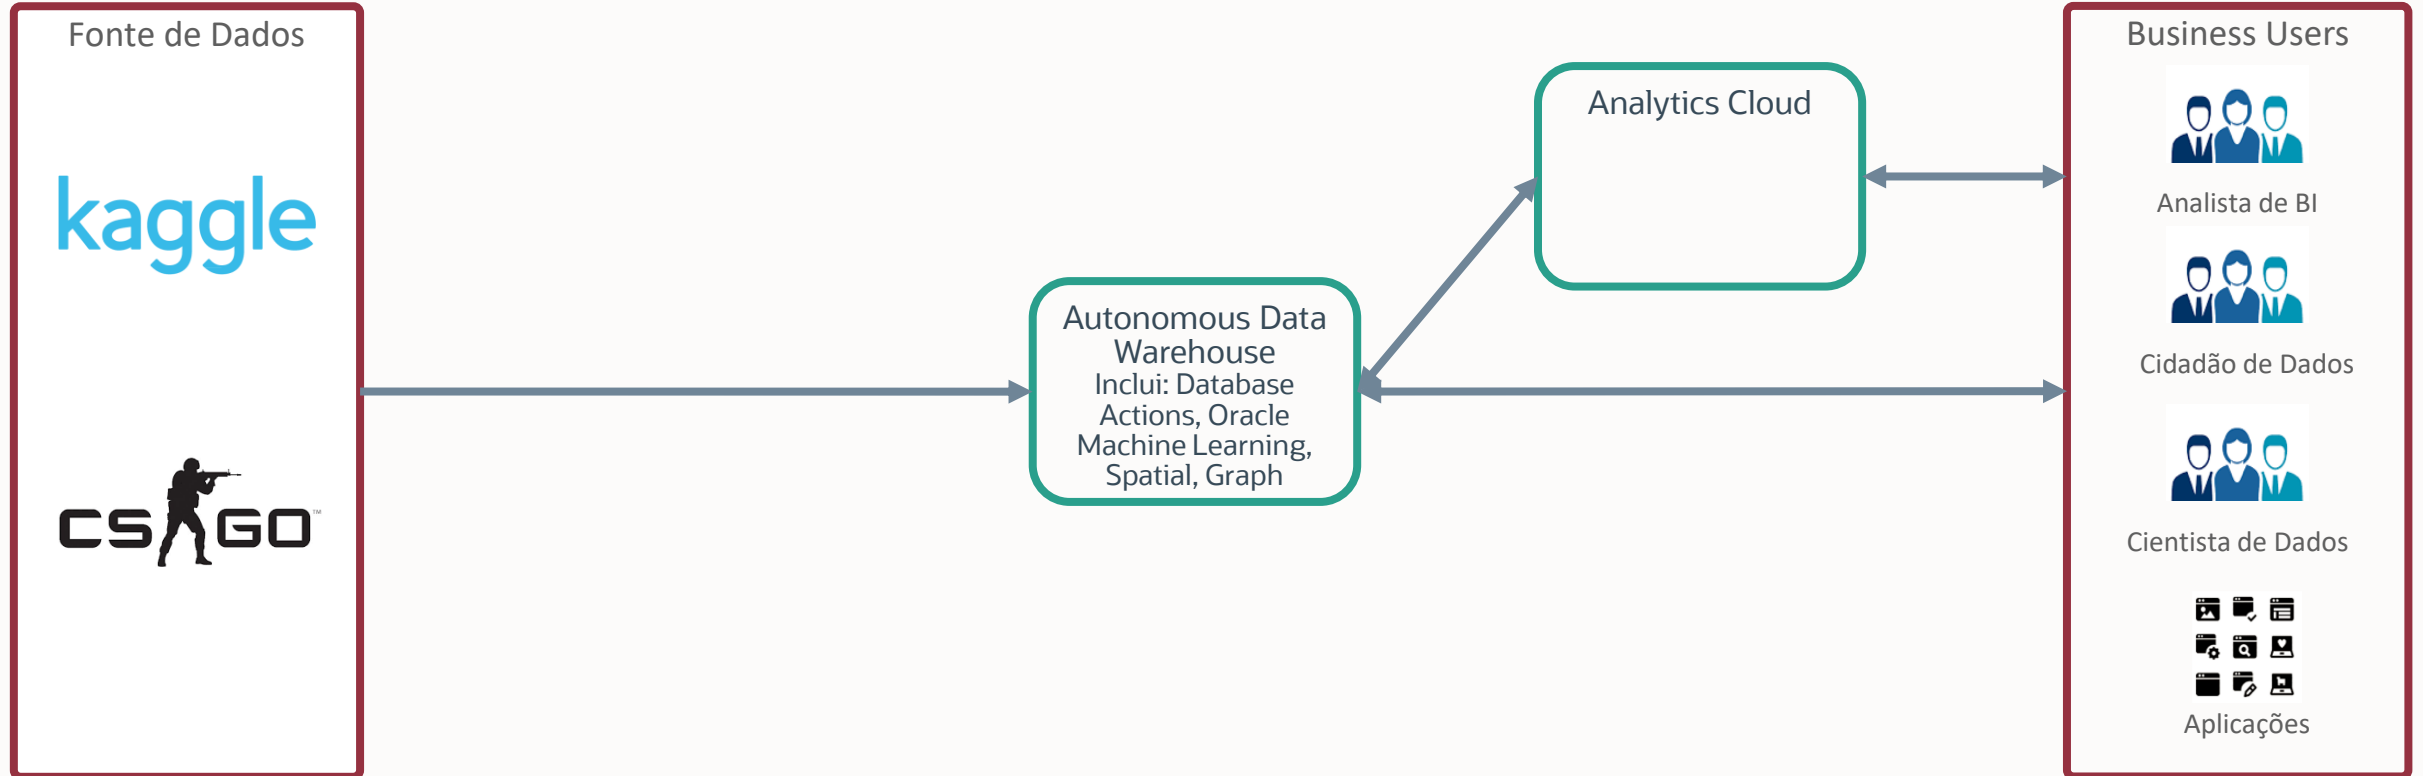 Fonte de Dados
kaggle
CS GO™
Autonomous Data
Warehouse
Inclui: Database
Actions, Oracle
Machine Learning,
Spatial, Graph
Analytics Cloud
Business Users
Analista de BI
Cidadão de Dados
Cientista de Dados
Aplicações